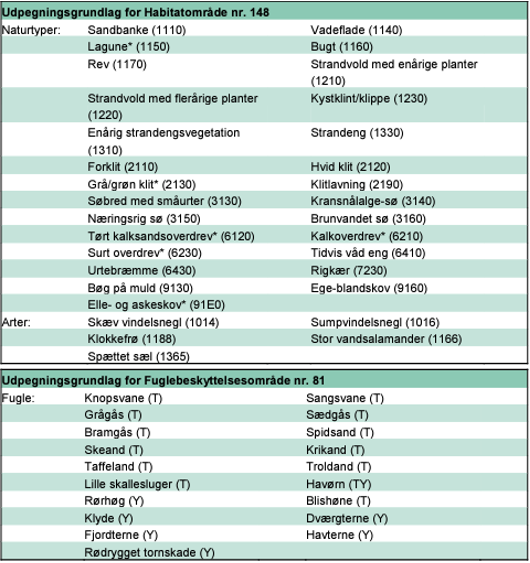 Udpegningsgrundlag for Habitatområde nr. 148
Naturtyper: Sandbanke (1110) Vadeflade (1140)
Lagune* (1150) Bugt (1160)
Rev (1170) Strandvold med enårige planter
(1210)
Strandvold med flerårige planter Kystklint/klippe (1230)
(1220)
Enårig strandengsvegetation Strandeng (1330)
(1310)
Forklit (2110) Hvid klit (2120)
Grå/grøn klit* (2130) Klitlavning (2190)
Søbred med småurter (3130) Kransnålalge-sø (3140)
Næringsrig sø (3150) Brunvandet sø (3160)
Tørt kalksandsoverdrev* (6120) Kalkoverdrev* (6210)
Surt overdrev* (6230) Tidvis våd eng (6410)
Urtebræmme (6430) Rigkær (7230)
Bøg på muld (9130) Ege-blandskov (9160)
Elle- og askeskov* (91E0)
Arter: Skæv vindelsnegl (1014) Sumpvindelsnegl (1016)
Klokkefrø (1188) Stor vandsalamander (1166)
Spættet sæl (1365)
Udpegningsgrundlag for Fuglebeskyttelsesområde nr. 81
Fugle: Knopsvane (T) Sangsvane (T)
Grågås (T) Sædgås (T)
Bramgås (T) Spidsand (T)
Skeand (T) Krikand (T)
Taffeland (T) Troldand (T)
Lille skallesluger (T) Havørn (TY)
Rørhøg (Y) Blishøne (T)
Klyde (Y) Dværgterne (Y)
Fjordterne (Y) Havterne (Y)
Rødrygget tornskade (Y)